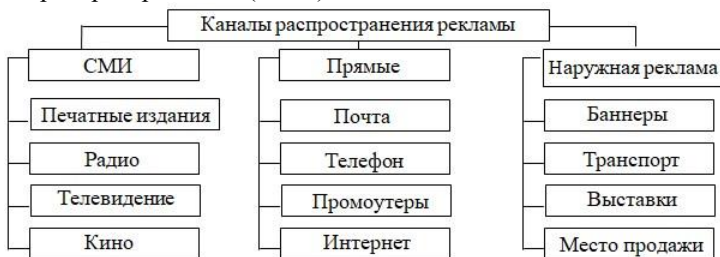 Каналы распространения рекламы
СМИ
Прямые
Наружная реклама
Печатные издания
Почта
Баннеры
Радио
Телефон
Транспорт
Телевидение
Промоутеры
Выставки
Кино
Интернет
Место продажи